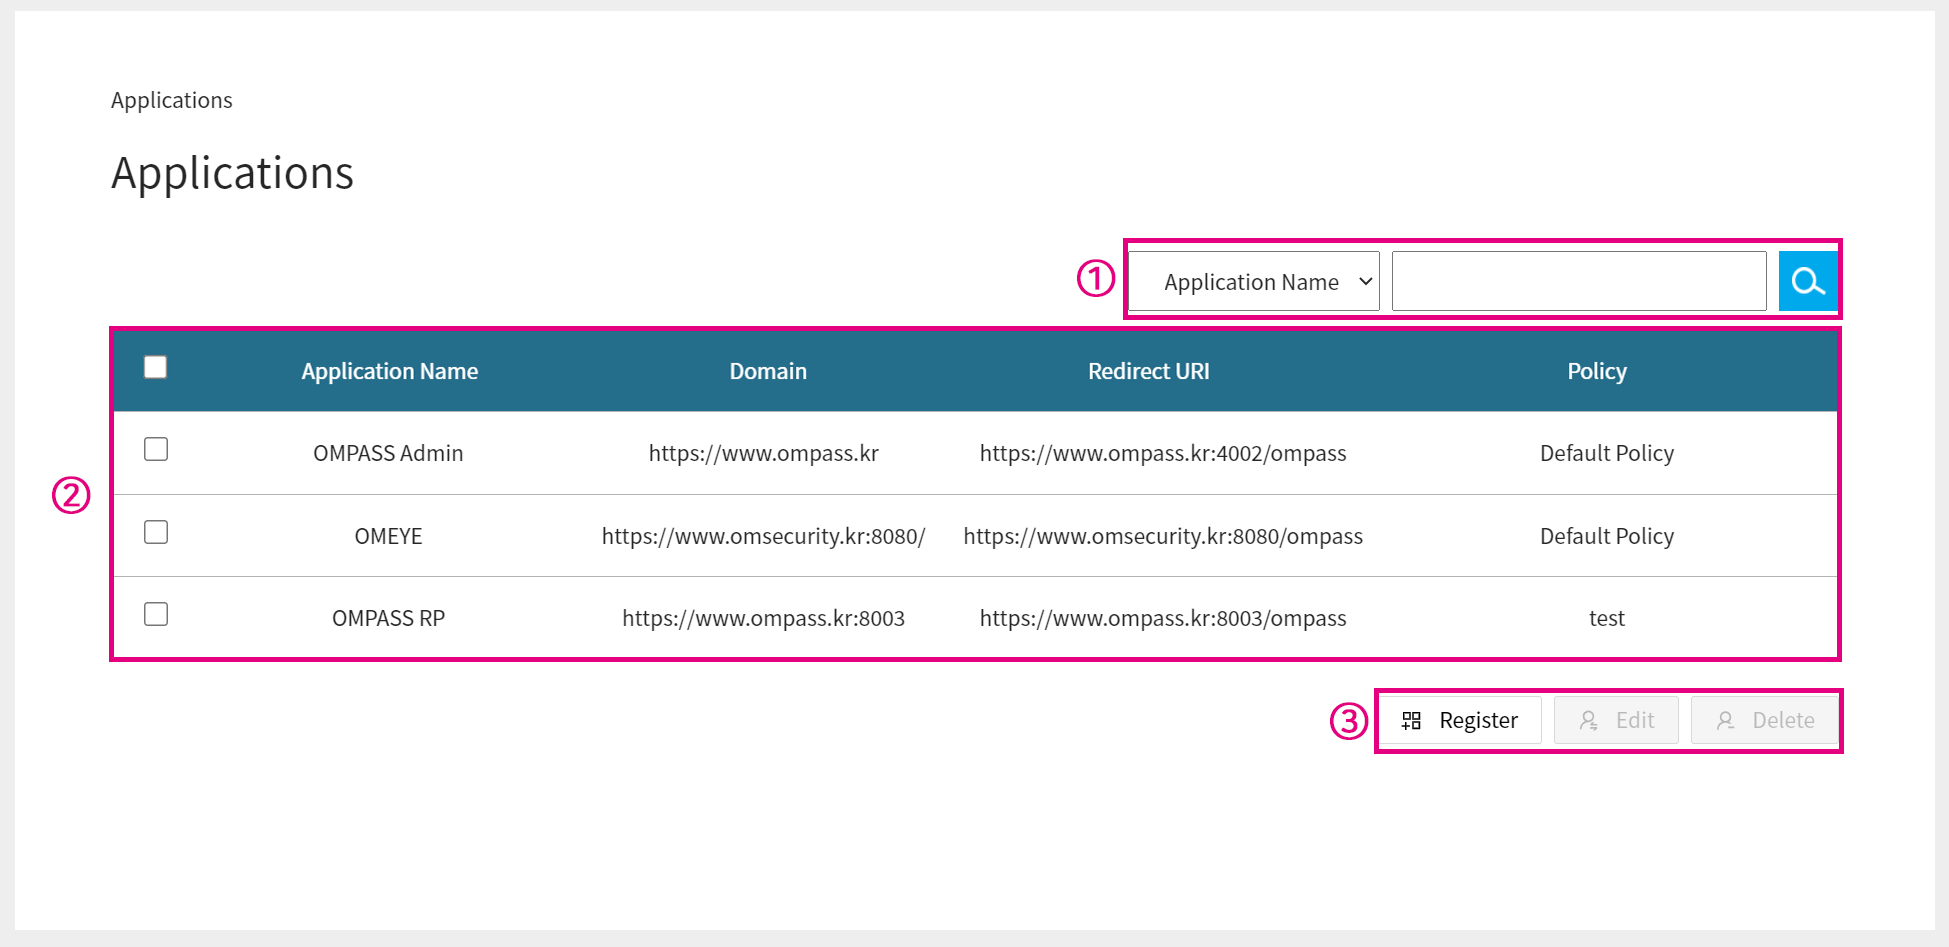 Applications
Applications
① Application Name
Application Name Domain Redirect URI Policy
OMPASS Admin https://www.ompass.kr https://www.ompass.kr:4002/ompass Default Policy
②
OMEYE https://www.omsecurity.kr:8080/ https://www.omsecurity.kr:8080/ompass Default Policy
OMPASS RP https://www.ompass.kr:8003 https://www.ompass.kr:8003/ompass test
③ Register Edit Delete